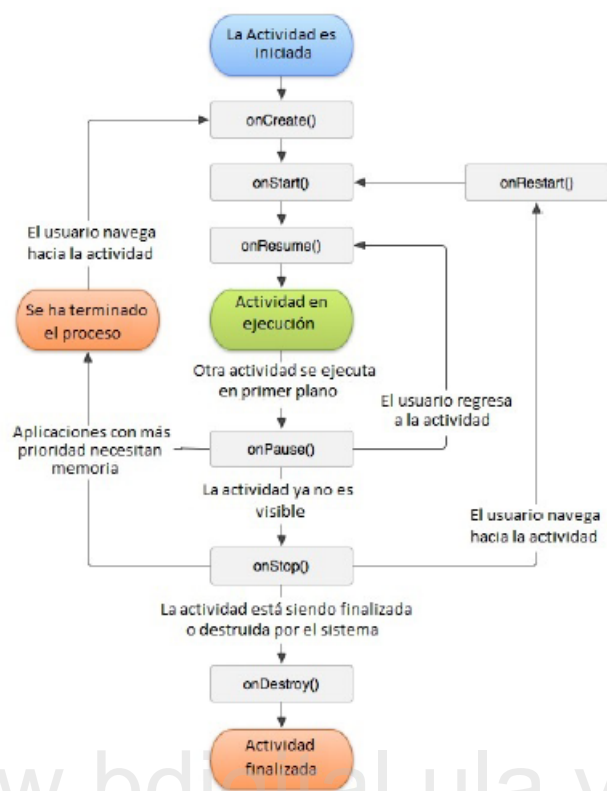 La Actividad es
iniciada
onCreate()
onStart()
onRestart()
onResume()
El usuario navega
hacia la actividad
Se ha terminado
el proceso
Actividad en
ejecución
Otra actividad se ejecuta
en primer plano
El usuario regresa
a la actividad
Aplicaciones con más
prioridad necesitan
memoria
onPause()
La actividad ya no es
visible
El usuario navega
hacia la actividad
onStop()
La actividad está siendo finalizada
o destruida por el sistema
onDestroy()
Actividad
finalizada